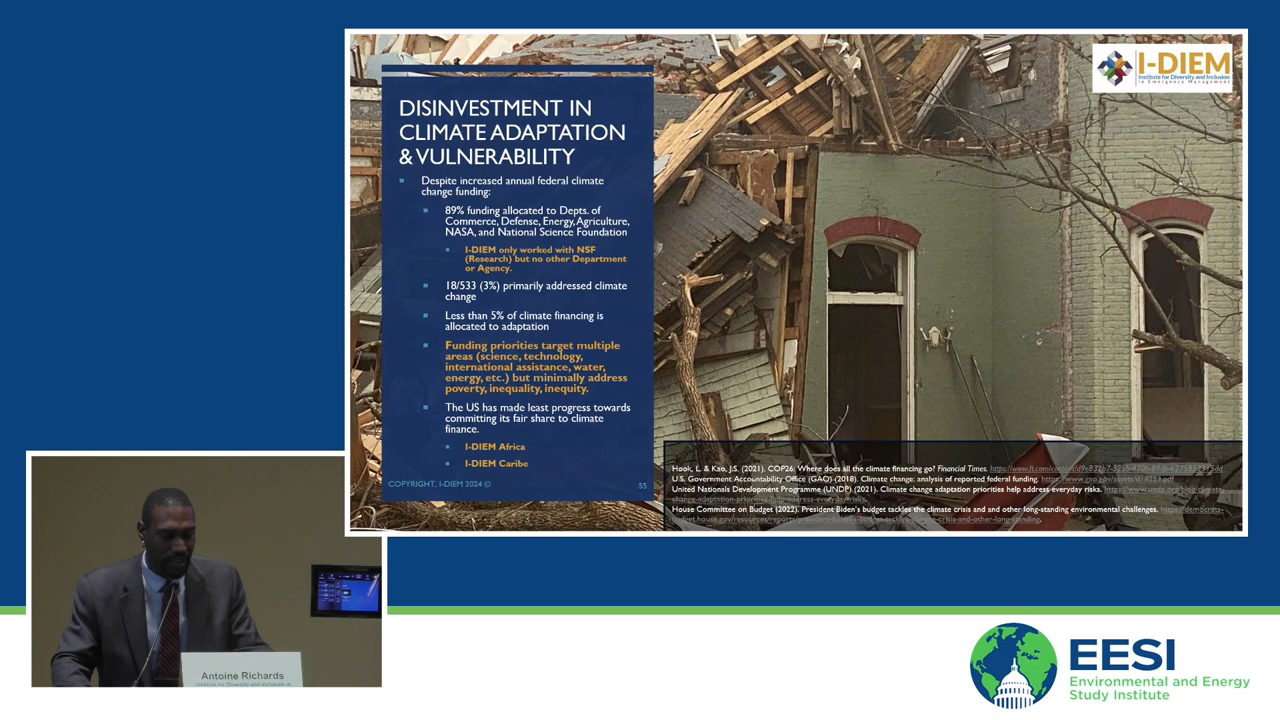 I-DIEM
Institute for Diversity and Inclusion
in Emergency Management
DISINVESTMENT IN
CLIMATE ADAPTATION
& VULNERABILITY
Despite increased annual federal climate
change funding:
89% funding allocated to Depts. of
Commerce, Defense, Energy, Agriculture,
NASA, and National Science Foundation
I-DIEM only worked with NSF
(Research) but no other Department
or Agency.
18/533 (3%) primarily addressed climate
change
Less than 5% of climate financing is
allocated to adaptation
Funding priorities target multiple
areas (science, technology,
international assistance, water,
energy, etc.) but minimally address
poverty, inequality, inequity.
The US has made least progress towards
committing its fair share to climate
finance.
I-DIEM Africa
I-DIEM Caribe
COPYRIGHT, I-DIEM 2024 ©
55
Hook, L. & Kao, J.S. (2021). COP26: Where does all the climate financing go? Financial Times.
U.S. Government Accountability Office (GAO) (2018). Climate change: analysis of reported federal funding.
United Nationals Development Programme (UNDP) (2021). Climate change adaptation priorities help address everyday risks.
House Committee on Budget (2022). President Biden's budget tackles the climate crisis and and other long-standing environmental challenges.
Antoine Richards
Institute for Diversity and Inclusion in
EESI
Environmental and Energy
Study Institute